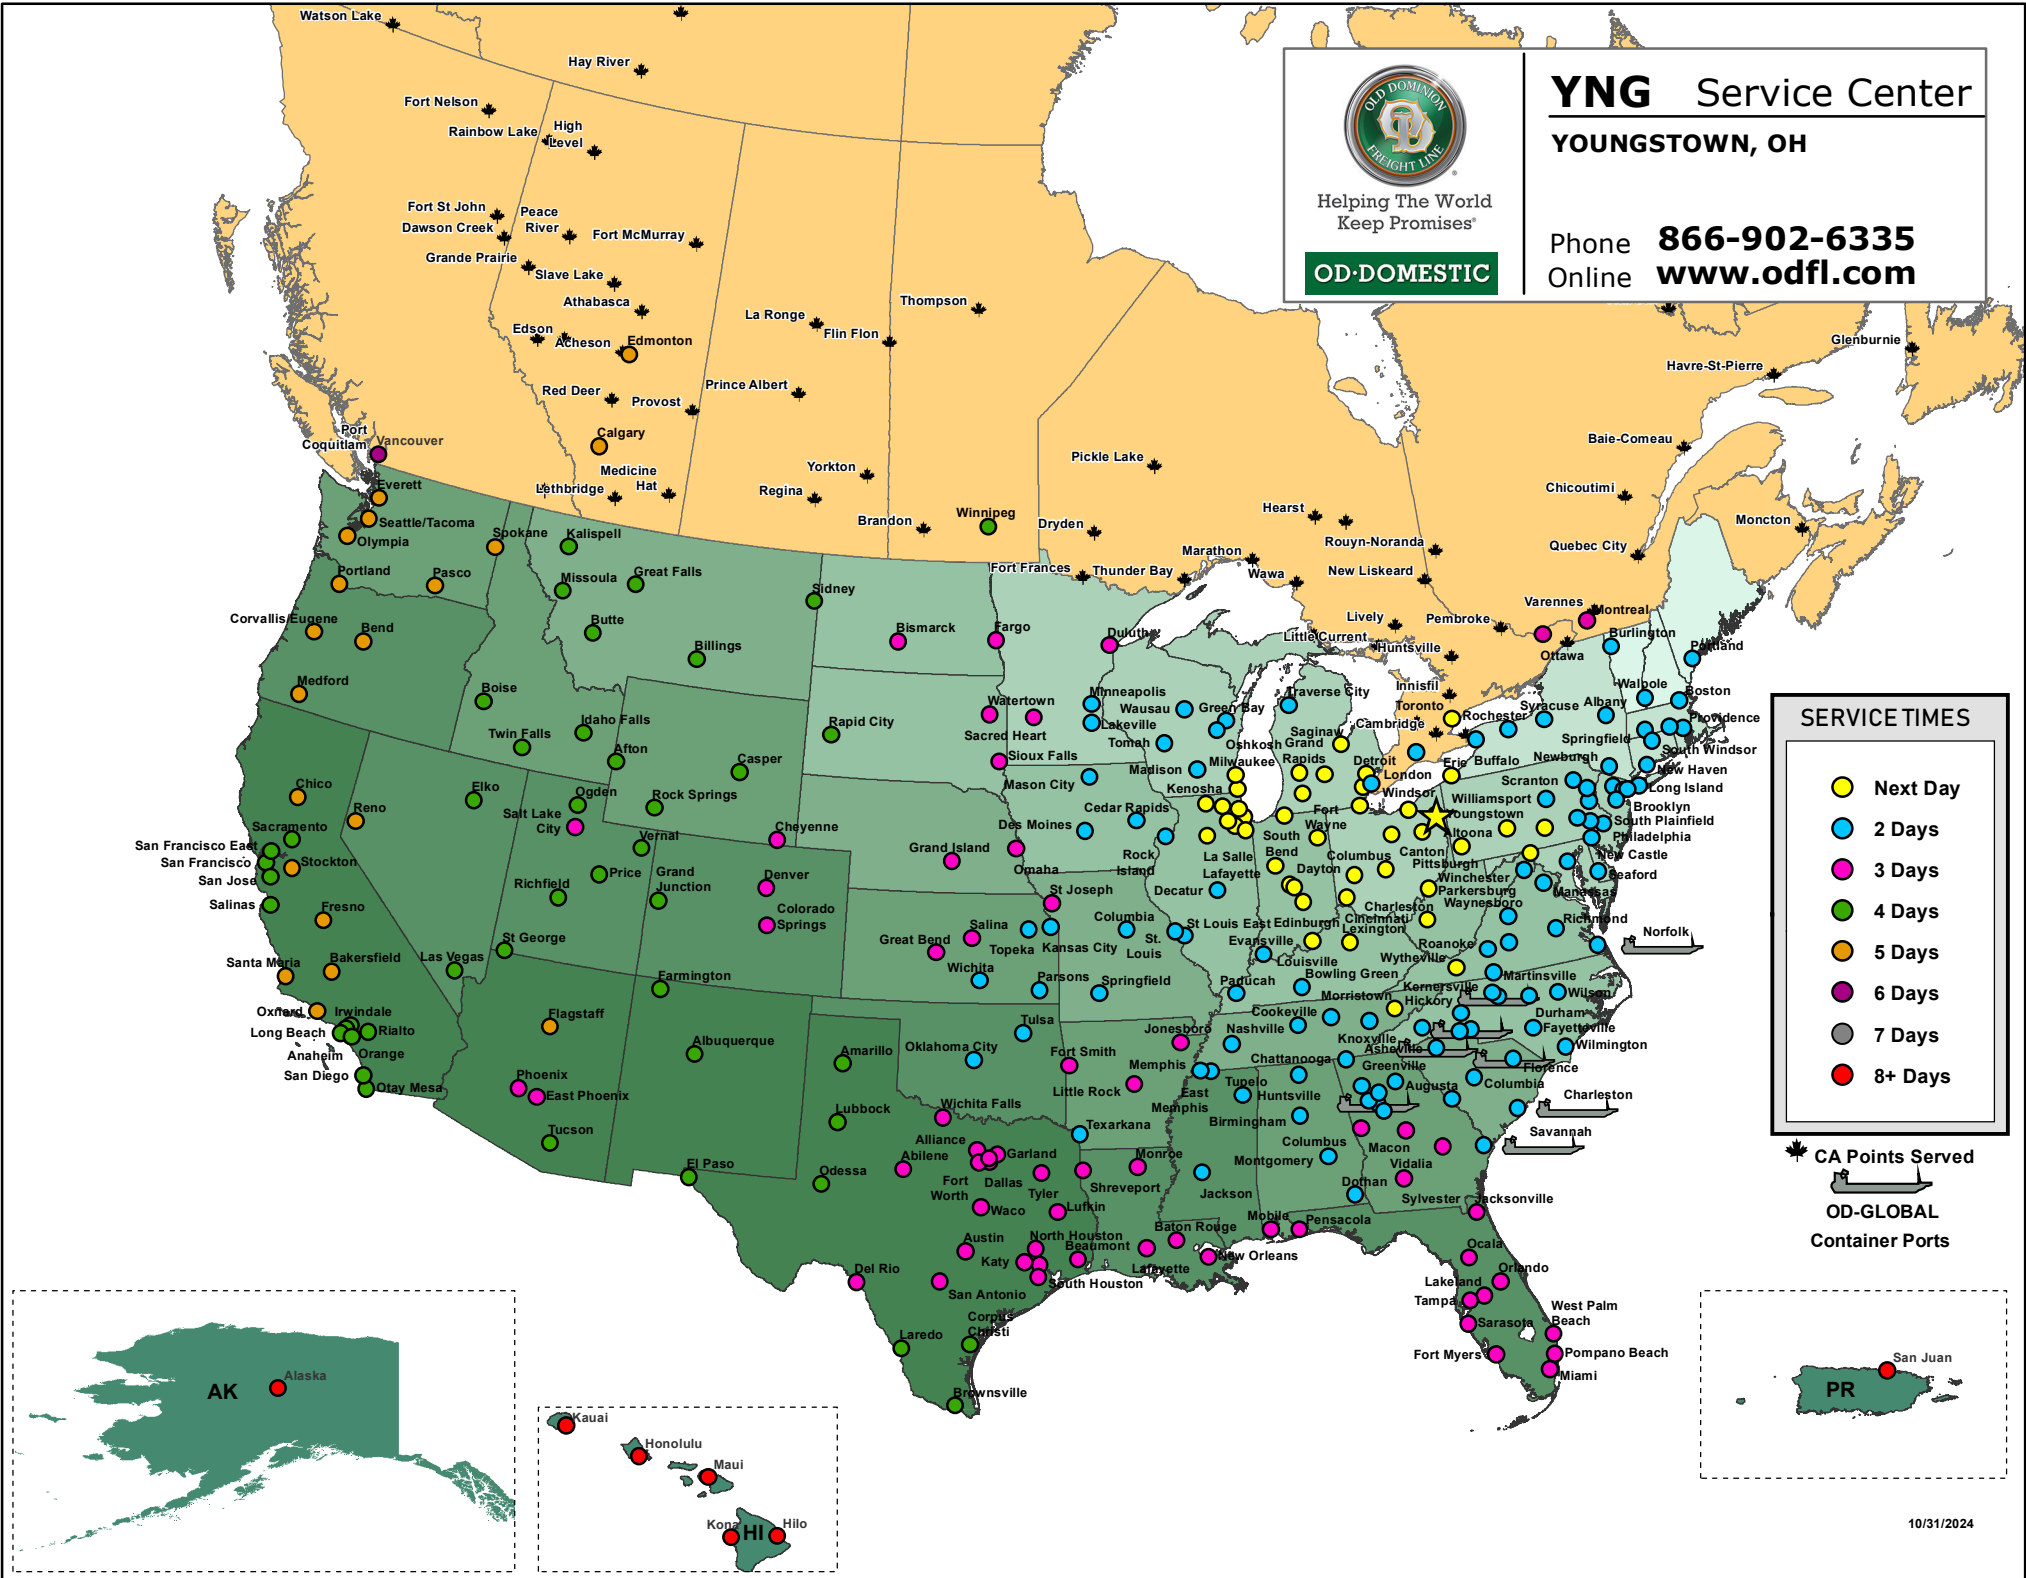 Watson Lake
Hay River
Fort Nelson
Rainbow Lake
High
Level
Fort St John
Dawson Creek
Peace
River
Fort McMurray
Grande Prairie
Slave Lake
Athabasca
Edson
Acheson
Edmonton
La Ronge
Flin Flon
Thompson
Red Deer
Provost
Prince Albert
Calgary
Port
Coquitlam
Vancouver
Medicine
Hat
Lethbridge
Yorkton
Regina
Brandon
Winnipeg
Pickle Lake
Dryden
Fort Frances
Thunder Bay
Marathon
Wawa
Hearst
Rouyn-Noranda
New Liskeard
Lively
Little Current
Pembroke
Huntsville
Innisfil
Toronto
Cambridge
London
Windsor
Ottawa
Varennes
Montreal
Quebec City
Chicoutimi
Baie-Comeau
Havre-St-Pierre
Glenburnie
Moncton
OLD DOMINION
FREIGHT LINE
Helping The World
Keep Promises®
OD·DOMESTIC
YNG Service Center
YOUNGSTOWN, OH
Phone 866-902-6335
Online www.odfl.com
Everett
Seattle/Tacoma
Olympia
Spokane
Portland
Pasco
Corvallis/Eugene
Bend
Medford
Kalispell
Missoula
Great Falls
Butte
Billings
Sidney
Boise
Twin Falls
Idaho Falls
Afton
Casper
Rock Springs
Cheyenne
Chico
Reno
Elko
Ogden
Salt Lake
City
Vernal
Price
Richfield
St George
Sacramento
San Francisco East
San Francisco
Stockton
San Jose
Salinas
Fresno
Santa Maria
Bakersfield
Las Vegas
Oxnard
Irwindale
Long Beach
Rialto
Anaheim
Orange
San Diego
Otay Mesa
Grand
Junction
Denver
Colorado
Springs
Farmington
Flagstaff
Albuquerque
Phoenix
East Phoenix
Tucson
El Paso
Bismarck
Fargo
Rapid City
Watertown
Sacred Heart
Sioux Falls
Duluth
Minneapolis
Lakeville
Mason City
Des Moines
Cedar Rapids
Grand Island
Omaha
St Joseph
Salina
Great Bend
Topeka
Kansas City
Wichita
Parsons
Columbia
St.
Louis
St Louis East
Springfield
Wausau
Green Bay
Tomah
Oshkosh
Madison
Milwaukee
Kenosha
Rock
Island
La Salle
Decatur
Traverse City
Saginaw
Grand
Rapids
Detroit
South
Bend
Fort
Wayne
Lafayette
Edinburgh
Evansville
Columbus
Dayton
Cincinnati
Canton
Youngstown
Lexington
Louisville
Bowling Green
Paducah
Erie
Pittsburgh
Altoona
Williamsport
Scranton
Philadelphia
Rochester
Buffalo
Syracuse
Albany
Newburgh
Long Island
Brooklyn
South Plainfield
Burlington
Portland
Walpole
Boston
Providence
Springfield
South Windsor
New Haven
New Castle
Seaford
Manassas
Winchester
Parkersburg
Charleston
Waynesboro
Richmond
Norfolk
Roanoke
Wytheville
Martinsville
Kernersville
Hickory
Wilson
Durham
Fayetteville
Wilmington
Morristown
Cookeville
Nashville
Knoxville
Asheville
Chattanooga
Greenville
Florence
Columbia
Charleston
Augusta
Savannah
Macon
Vidalia
Sylvester
Jonesboro
Memphis
East
Memphis
Tupelo
Huntsville
Birmingham
Columbus
Montgomery
Dothan
Jackson
Mobile
Pensacola
Jacksonville
Ocala
Orlando
Lakeland
Tampa
Sarasota
Fort Myers
West Palm
Beach
Pompano Beach
Miami
Tulsa
Oklahoma City
Fort Smith
Little Rock
Texarkana
Amarillo
Lubbock
Wichita Falls
Alliance
Abilene
Garland
Fort
Worth
Dallas
Tyler
Odessa
Waco
Lufkin
Shreveport
Monroe
Baton Rouge
Lafayette
New Orleans
Austin
North Houston
Katy
Beaumont
South Houston
Del Rio
San Antonio
Corpus
Christi
Laredo
Brownsville
SERVICE TIMES
Next Day
2 Days
3 Days
4 Days
5 Days
6 Days
7 Days
8+ Days
CA Points Served
OD-GLOBAL
Container Ports
AK
Alaska
Kauai
Honolulu
Maui
Kona
HI
Hilo
PR
San Juan
10/31/2024